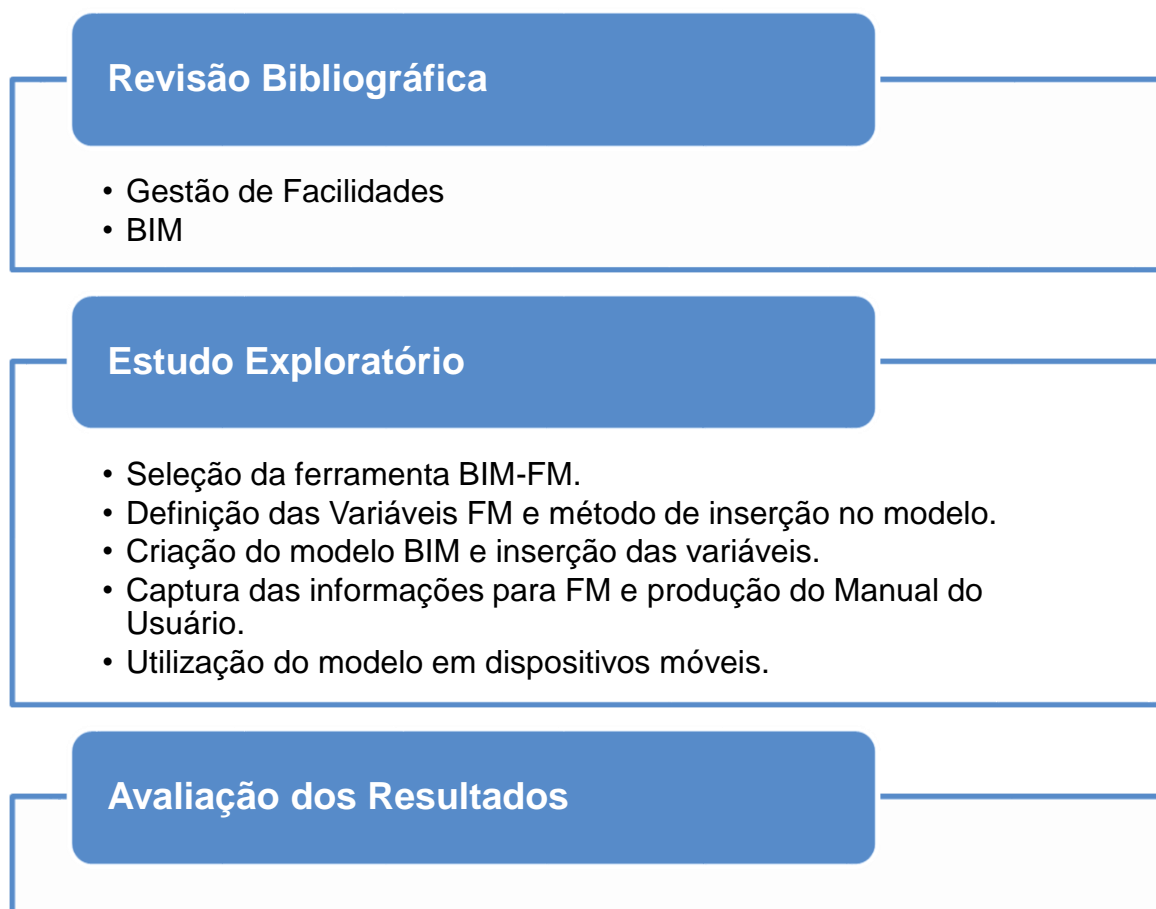 Revisão Bibliográfica
• Gestão de Facilidades
• BIM
Estudo Exploratório
• Seleção da ferramenta BIM-FM.
• Definição das Variáveis FM e método de inserção no modelo.
• Criação do modelo BIM e inserção das variáveis.
• Captura das informações para FM e produção do Manual do
Usuário.
• Utilização do modelo em dispositivos móveis.
Avaliação dos Resultados